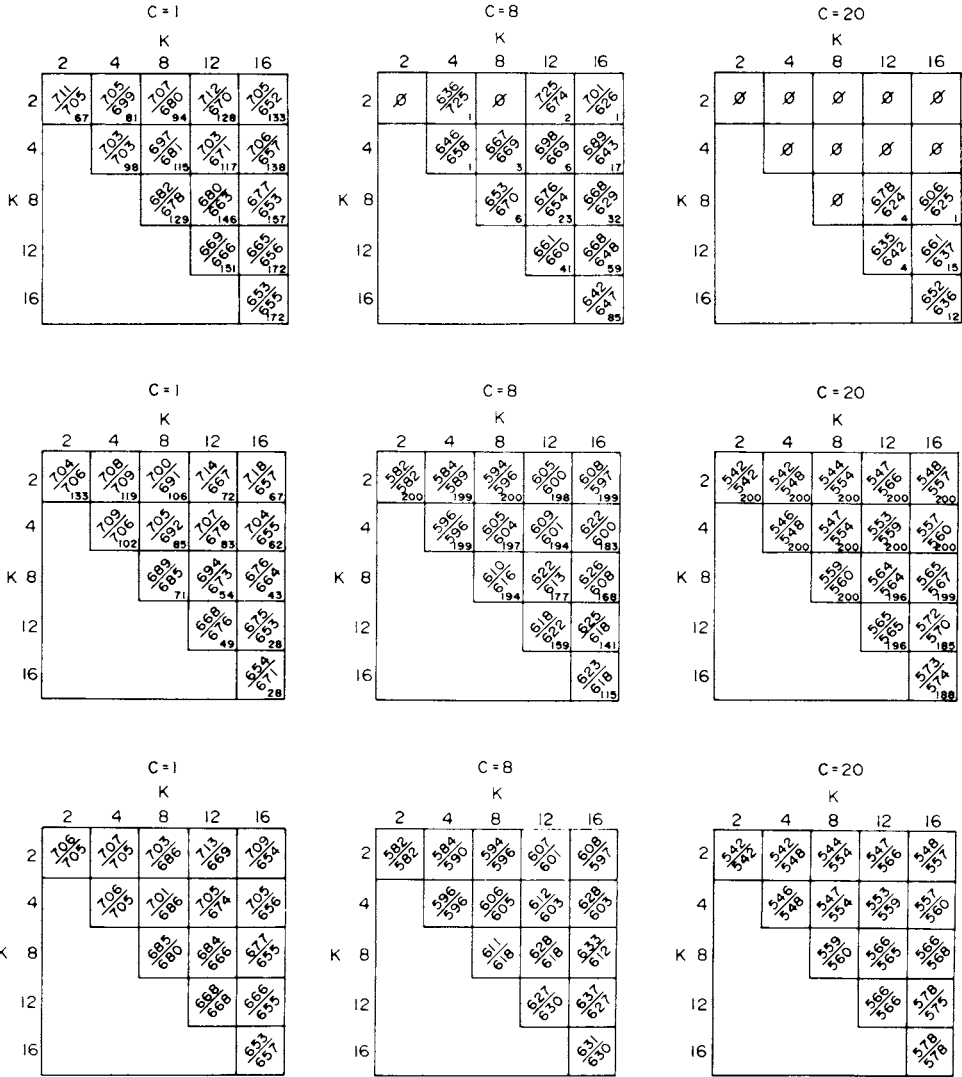 C = 1 C = 8 C = 20
K K K
2 4 8 12 16 2 4 8 12 16 2 4 8 12 16
2 711/705 67 705/699 81 707/680 94 712/670 128 705/652 133 2 Ø 636/725 1 Ø 725/674 2 701/626 1 2 Ø Ø Ø Ø Ø
4 703/703 98 697/681 115 703/671 117 706/657 138 4 646/658 1 667/669 3 698/669 6 689/643 17 4 Ø Ø Ø Ø
K 8 682/678 129 680/663 146 677/653 157 K 8 653/670 6 676/654 23 668/629 32 K 8 Ø 678/624 4 606/625 1
12 669/666 151 665/656 172 12 661/660 41 668/648 59 12 635/642 4 661/637 15
16 653/655 172 16 642/647 85 16 652/636 12
C = 1 C = 8 C = 20
K K K
2 4 8 12 16 2 4 8 12 16 2 4 8 12 16
2 704/706 133 708/709 119 700/691 106 714/667 72 718/657 67 2 582/582 200 584/589 199 594/596 200 605/600 198 608/597 199 2 542/542 200 542/548 200 544/554 200 547/566 200 548/557 200
4 709/706 102 705/692 85 707/678 83 704/655 62 4 596/596 199 605/604 197 609/601 194 622/600 183 4 546/548 200 547/554 200 553/559 200 557/560 200
K 8 689/685 71 694/673 54 676/664 43 K 8 610/616 194 622/613 177 626/608 168 K 8 559/560 200 564/564 196 565/567 199
12 668/676 49 675/653 28 12 618/622 159 625/618 141 12 565/565 196 572/570 185
16 654/671 28 16 623/618 115 16 573/574 188
C = 1 C = 8 C = 20
K K K
2 4 8 12 16 2 4 8 12 16 2 4 8 12 16
2 706/705 707/705 703/686 713/669 709/654 2 582/582 584/590 594/596 607/601 608/597 2 542/542 542/548 544/554 547/566 548/557
4 706/705 701/686 705/674 705/656 4 596/596 606/605 612/603 628/603 4 546/548 547/554 553/559 557/560
K 8 685/680 684/666 677/655 K 8 611/618 628/618 633/612 K 8 559/560 566/565 566/568
12 668/668 666/655 12 627/630 637/627 12 566/566 578/575
16 653/657 16 631/630 16 578/578